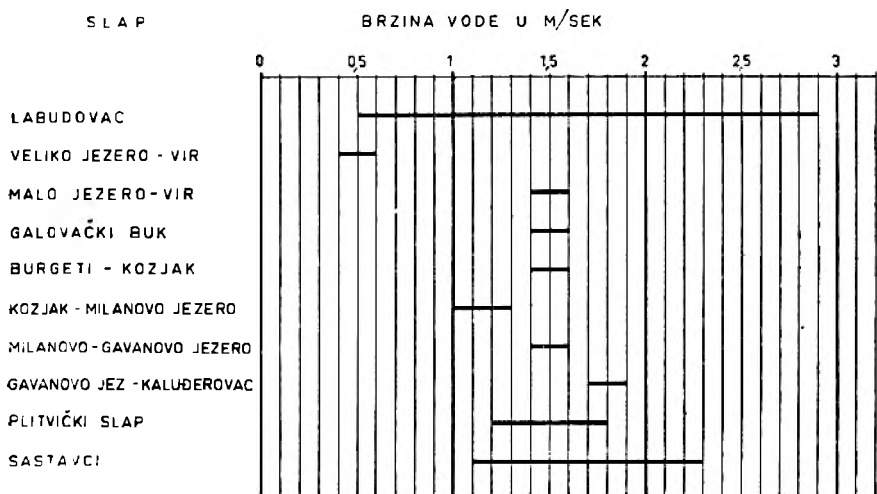 SLAP BRZINA VODE U M/SEK
0 0,5 1 1,5 2 2,5 3
LABUDOVAC
VELIKO JEZERO - VIR
MALO JEZERO-VIR
GALOVAČKI BUK
BURGETI - KOZJAK
KOZJAK - MILANOVO JEZERO
MILANOVO-GAVANOVO JEZERO
GAVANOVO JEZ - KALUĐEROVAC
PLITVIČKI SLAP
SASTAVCI